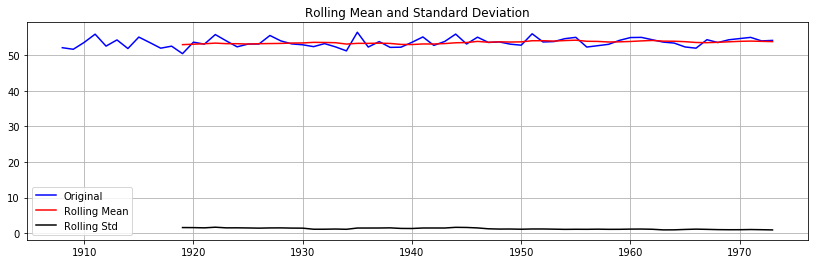 Rolling Mean and Standard Deviation
50
40
30
20
10
0
Original
Rolling Mean
Rolling Std
1910 1920 1930 1940 1950 1960 1970